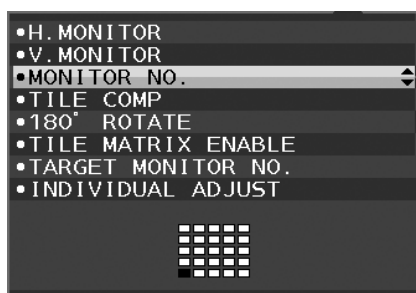 •H.MONITOR
•V.MONITOR
•MONITOR NO.
•TILE COMP
•180° ROTATE
•TILE MATRIX ENABLE
•TARGET MONITOR NO.
•INDIVIDUAL ADJUST